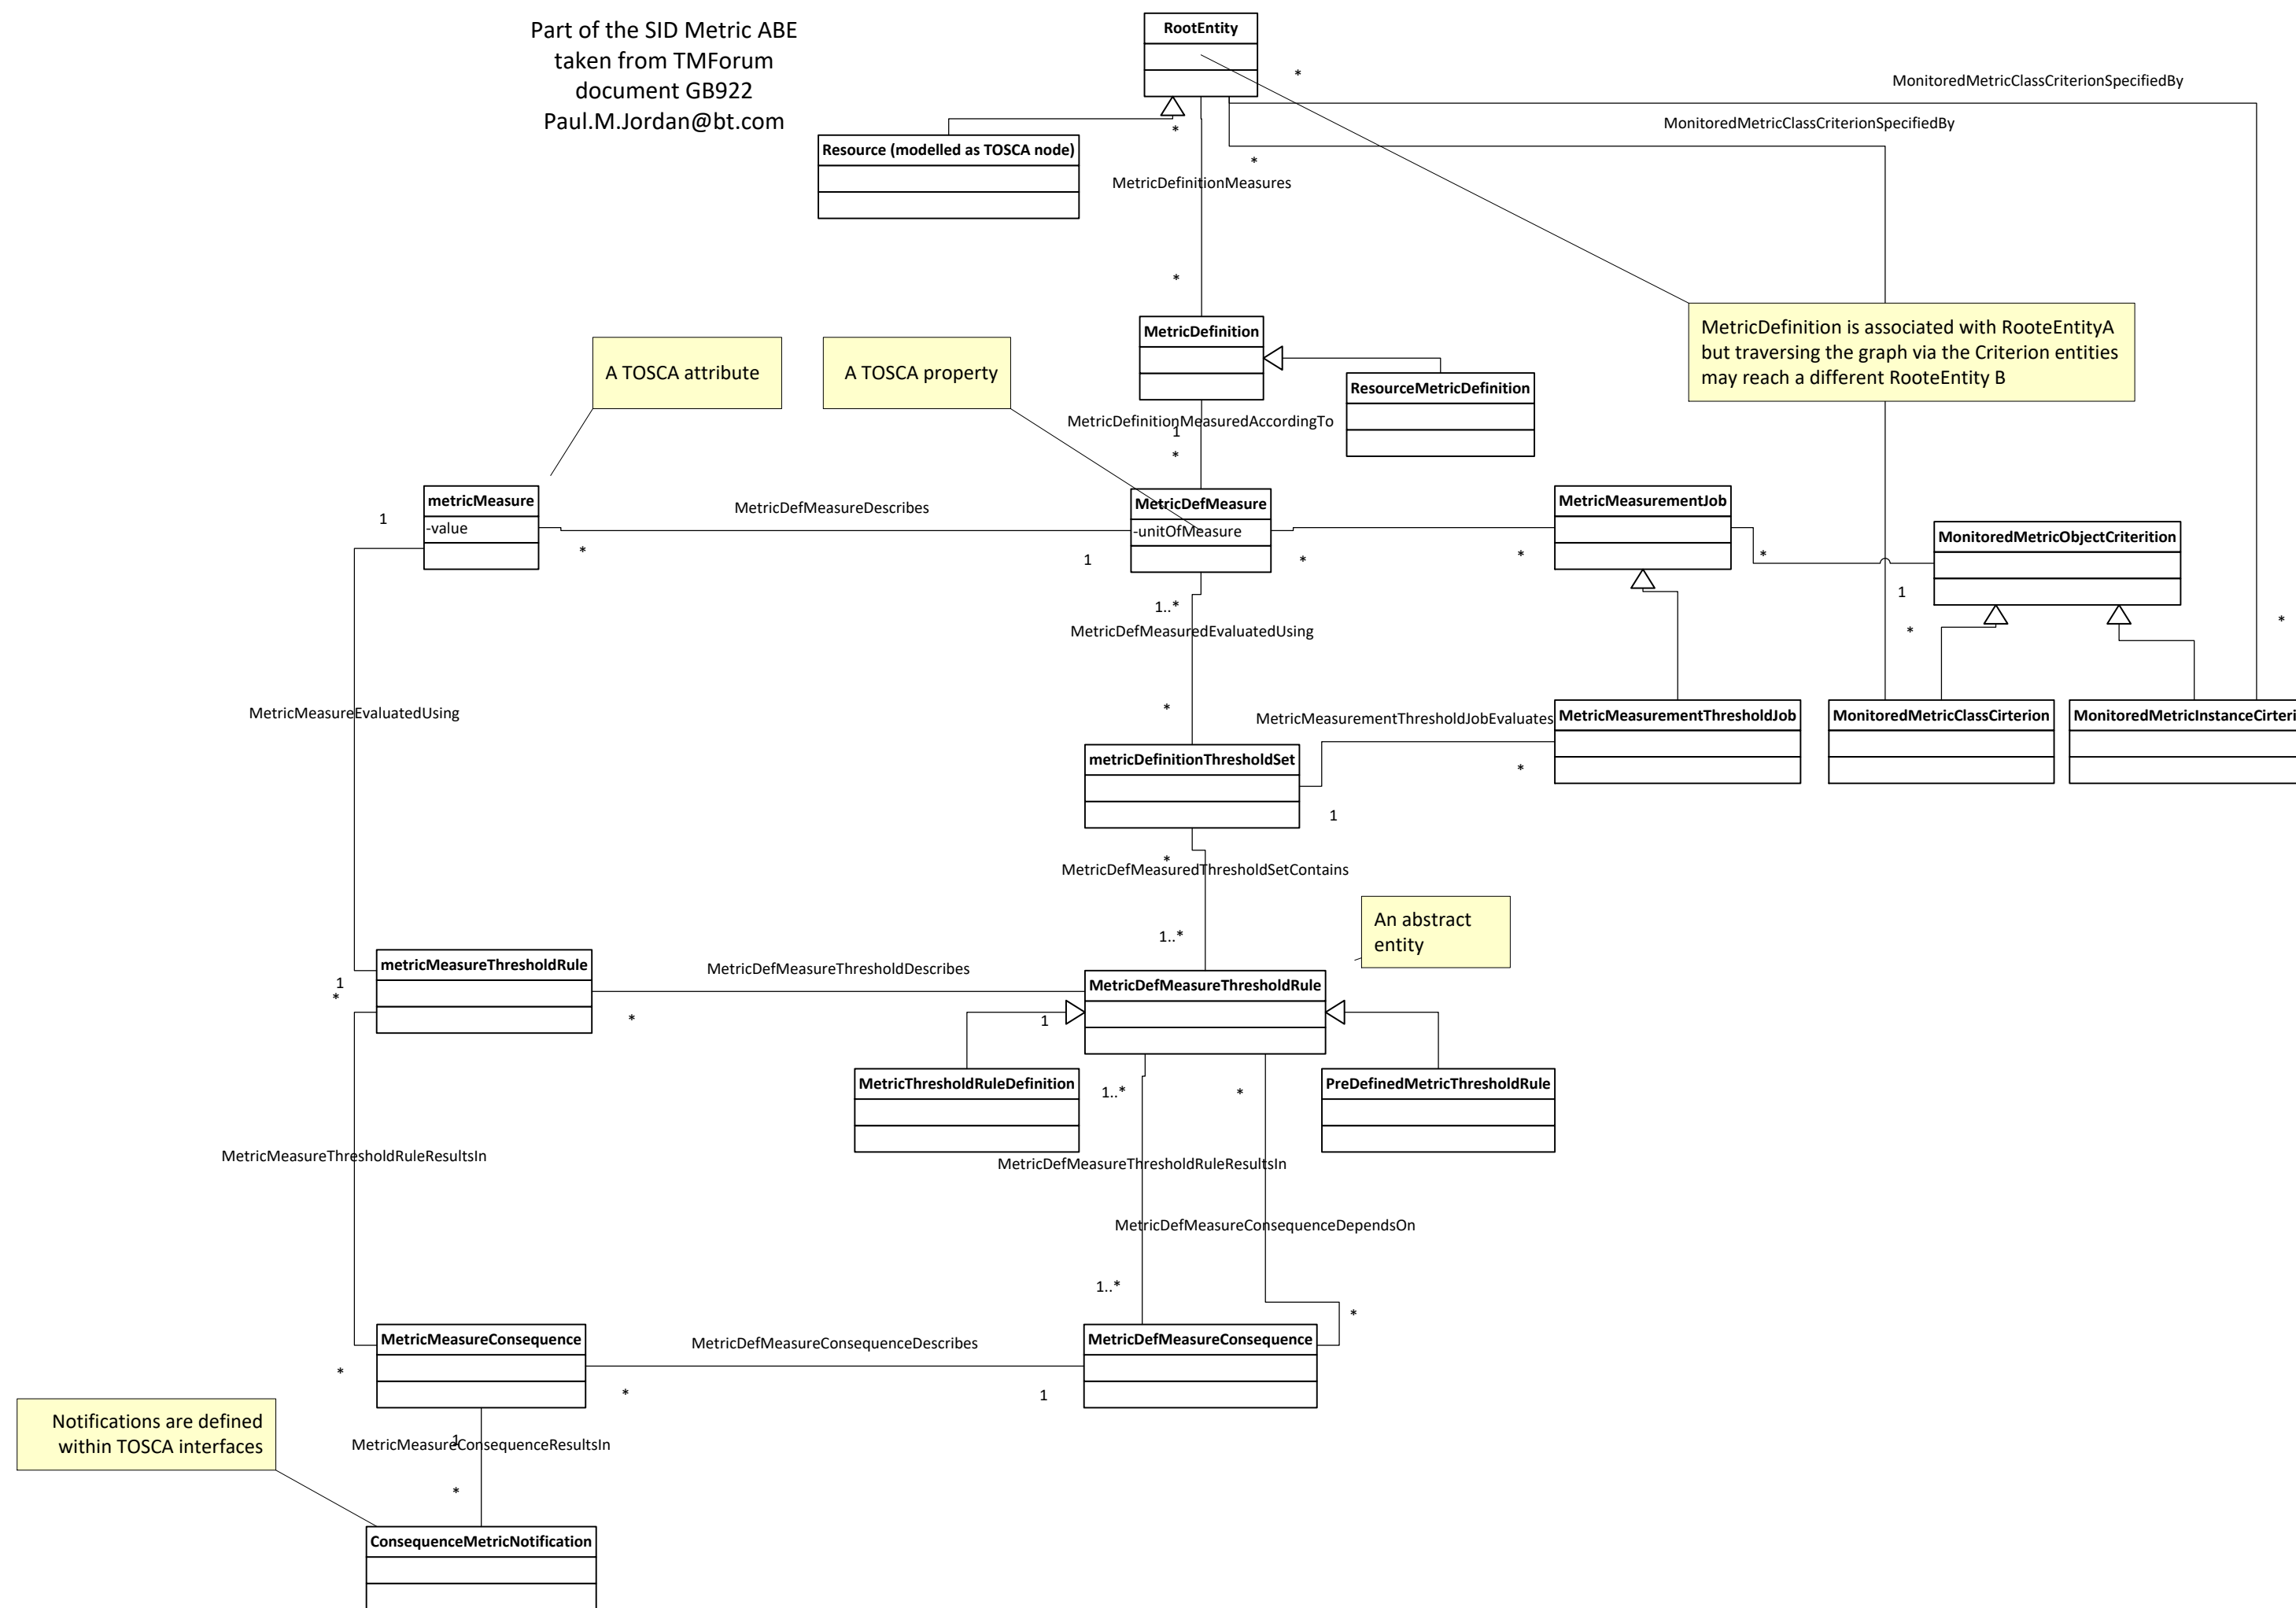 Part of the SID Metric ABE
taken from TMForum
document GB922
Paul.M.Jordan@bt.com
RootEntity
*
MonitoredMetricClassCriterionSpecifiedBy
MonitoredMetricClassCriterionSpecifiedBy
*
Resource (modelled as TOSCA node)
*
MetricDefinitionMeasures
*
MetricDefinition is associated with RooteEntityA
but traversing the graph via the Criterion entities
may reach a different RooteEntity B
MetricDefinition
A TOSCA attribute
A TOSCA property
ResourceMetricDefinition
MetricDefinitionMeasuredAccordingTo
1
*
metricMeasure
-value
1
*
MetricDefMeasureDescribes
MetricDefMeasure
-unitOfMeasure
1
*
MetricMeasurementJob
*
*
MonitoredMetricObjectCriterition
1
1..*
MetricDefMeasuredEvaluatedUsing
*
*
*
MetricMeasureEvaluatedUsing
MetricMeasurementThresholdJobEvaluates
MetricMeasurementThresholdJob
MonitoredMetricClassCirterion
MonitoredMetricInstanceCirteri
metricDefinitionThresholdSet
*
1
*
MetricDefMeasuredThresholdSetContains
1..*
An abstract
entity
metricMeasureThresholdRule
1
*
*
MetricDefMeasureThresholdDescribes
MetricDefMeasureThresholdRule
1
MetricThresholdRuleDefinition
1..*
*
PreDefinedMetricThresholdRule
MetricMeasureThresholdRuleResultsIn
MetricDefMeasureThresholdRuleResultsIn
MetricDefMeasureConsequenceDependsOn
1..*
*
MetricMeasureConsequence
MetricDefMeasureConsequenceDescribes
MetricDefMeasureConsequence
*
*
1
Notifications are defined
within TOSCA interfaces
1
MetricMeasureConsequenceResultsIn
*
ConsequenceMetricNotification